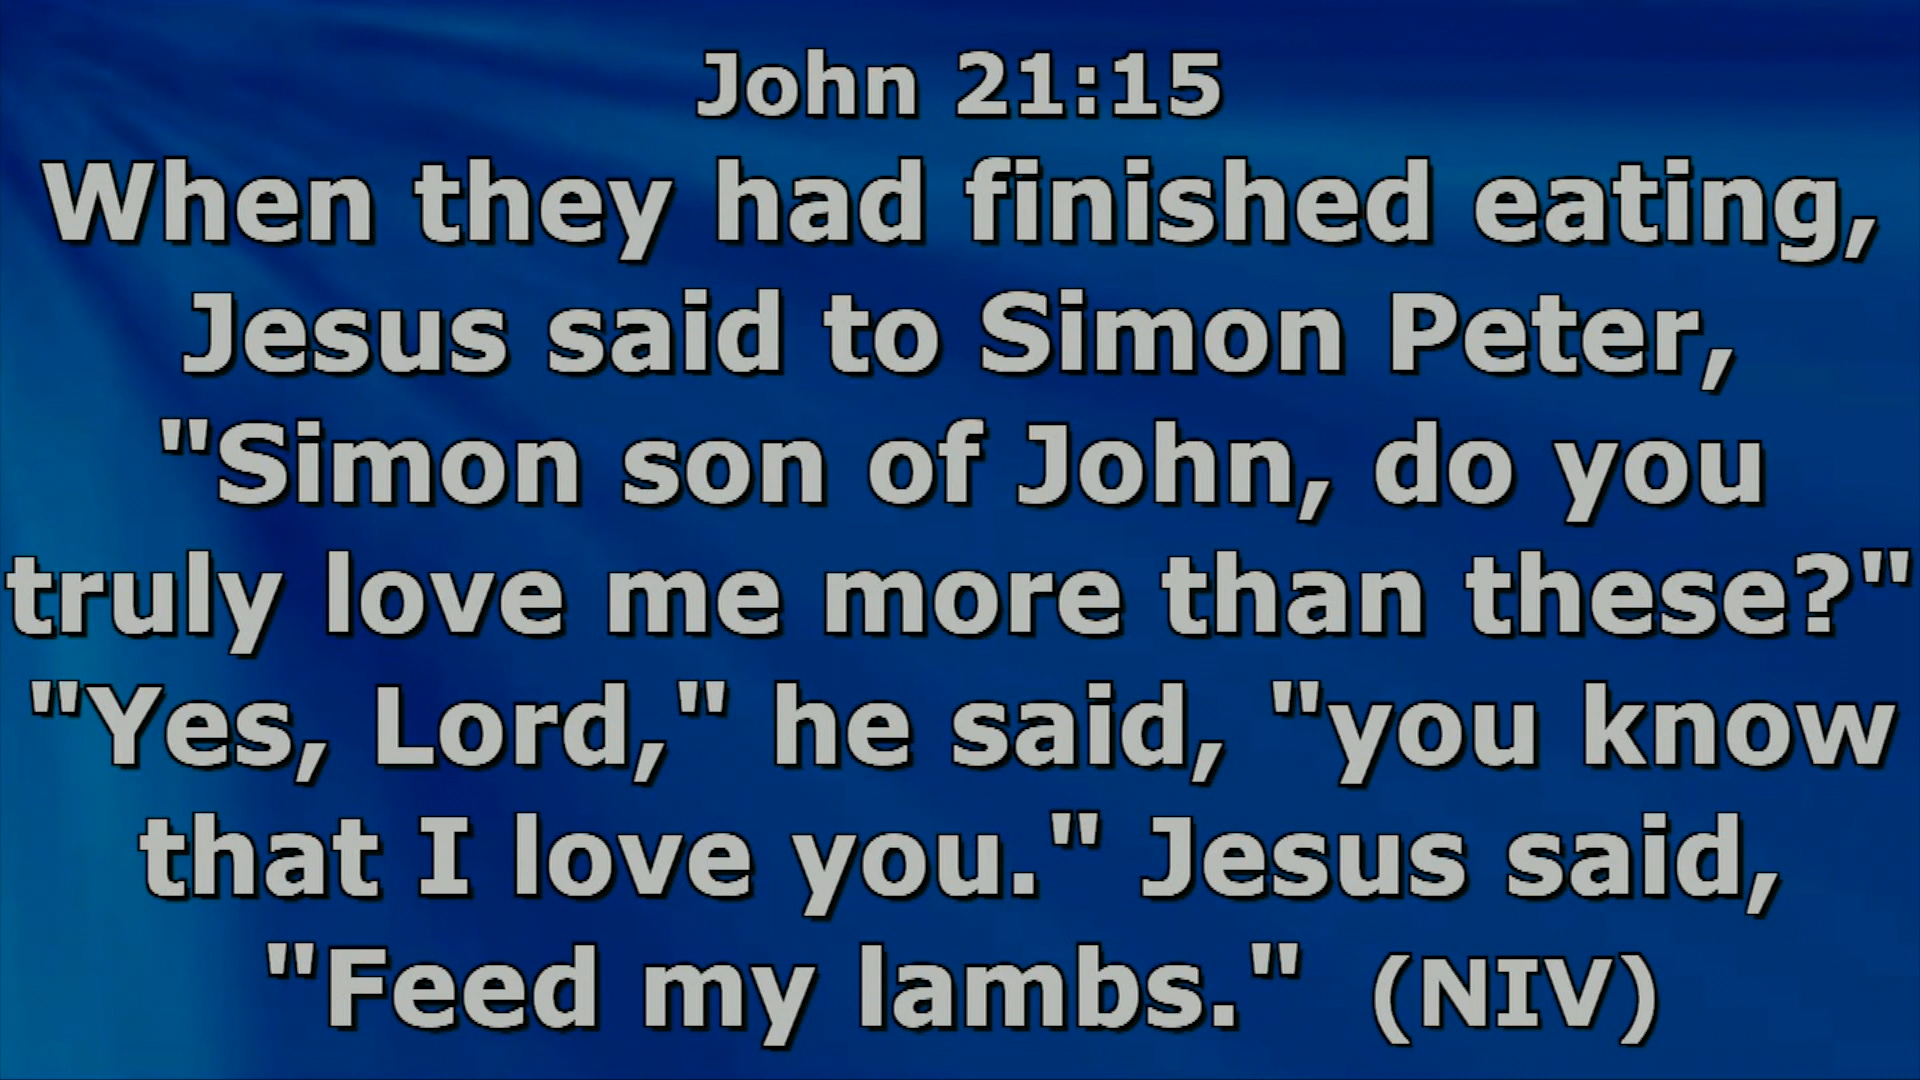 John 21:15
When they had finished eating,
Jesus said to Simon Peter,
"Simon son of John, do you
truly love me more than these?"
"Yes, Lord," he said, "you know
that I love you." Jesus said,
"Feed my lambs." (NIV)